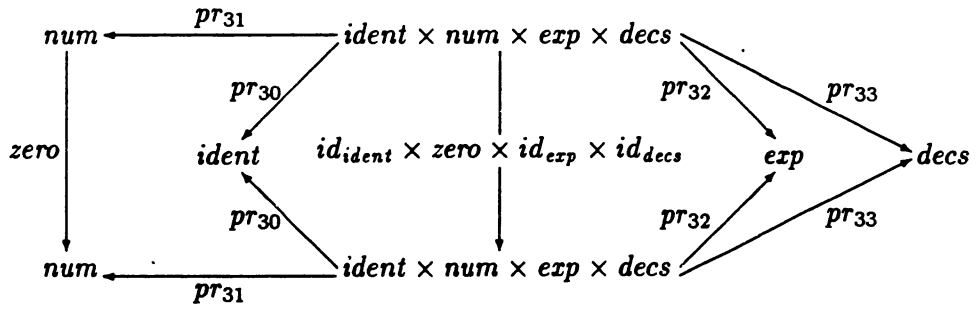 pr₃₁
num ident × num × exp × decs
pr₃₀ pr₃₂ pr₃₃
zero ident id_ident × zero × id_exp × id_decs exp decs
pr₃₀ pr₃₂ pr₃₃
num ident × num × exp × decs
pr₃₁